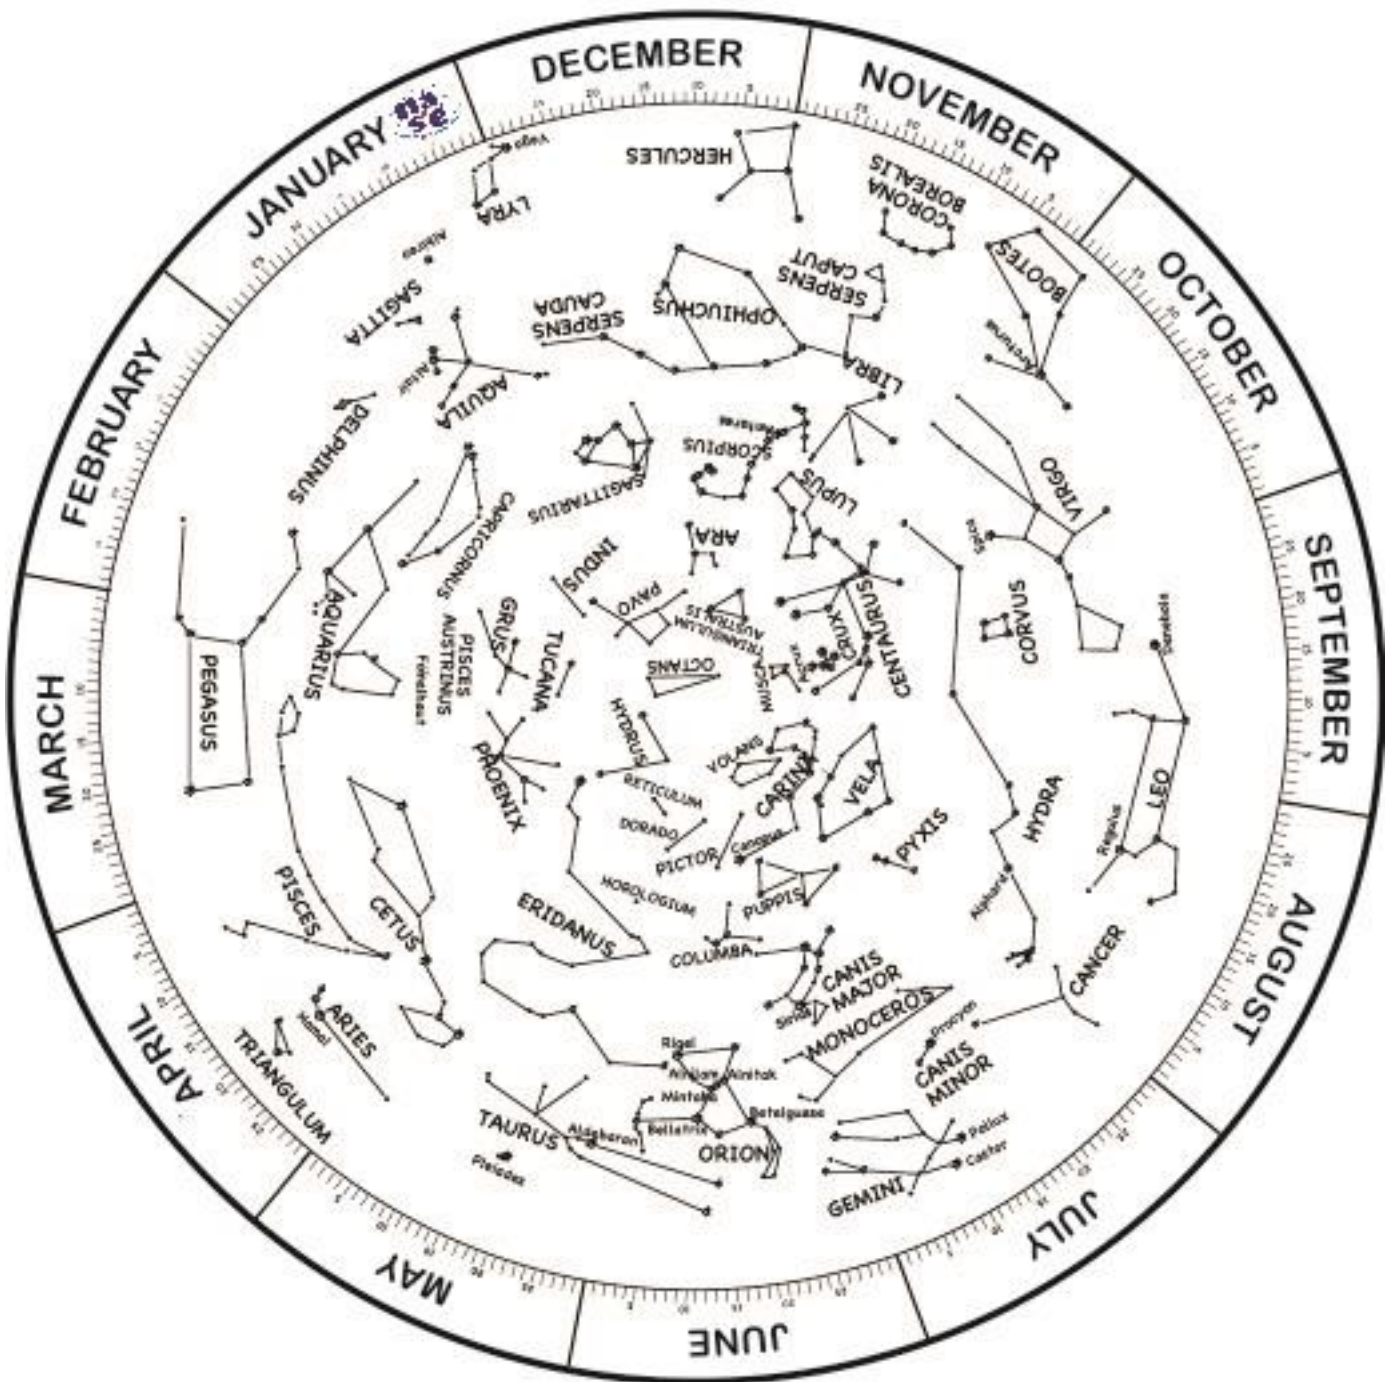 DECEMBER
NOVEMBER
OCTOBER
SEPTEMBER
AUGUST
JULY
JUNE
MAY
APRIL
MARCH
FEBRUARY
JANUARY
Vega
LYRA
HERCULES
CORONA
BOREALIS
BOOTES
Arcturus
SERPENS
CAPUT
OPHIUCHUS
SERPENS
CAUDA
Albireo
SAGITTA
Altair
AQUILA
DELPHINUS
LIBRA
Antares
SCORPIUS
SAGITTARIUS
LUPUS
VIRGO
Spica
CAPRICORNUS
ARA
INDUS
PAVO
TRIANGULUM
AUSTRALIS
CENTAURUS
CRUX
Acrux
MUSCA
CORVUS
Denebola
AQUARIUS
PISCES
AUSTRINUS
Fomalhaut
GRUS
TUCANA
OCTANS
PEGASUS
PHOENIX
HYDRUS
RETICULUM
VOLANS
CARINA
VELA
DORADO
PICTOR
Canopus
PYXIS
HYDRA
LEO
Regulus
Alphard
HOROLOGIUM
PUPPIS
ERIDANUS
COLUMBA
CANIS
MAJOR
Sirius
MONOCEROS
CANCER
Procyon
CANIS
MINOR
PISCES
CETUS
ARIES
Hamal
TRIANGULUM
Rigel
Alnilam
Alnitak
Mintaka
Bellatrix
Betelguese
ORION
TAURUS
Aldebaran
Pleiades
GEMINI
Pollux
Castor